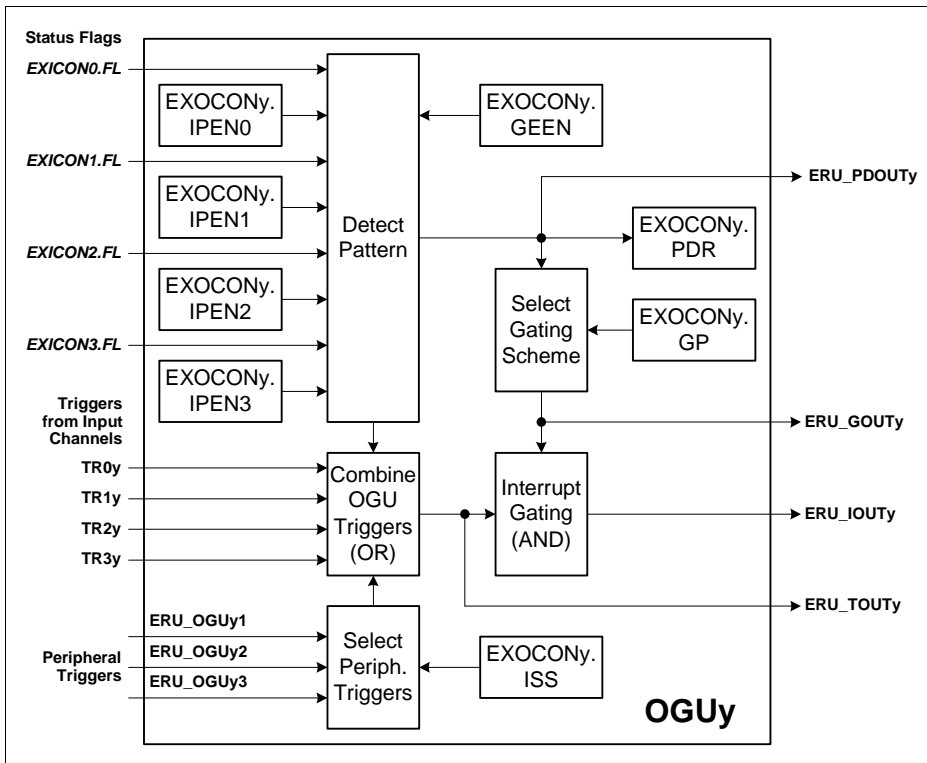 Status Flags
EXICON0.FL
EXOCONy.
IPEN0
EXOCONy.
GEEN
EXICON1.FL
ERU_PDOUTy
EXOCONy.
IPEN1
Detect
Pattern
EXOCONy.
PDR
EXICON2.FL
EXOCONy.
IPEN2
Select
Gating
Scheme
EXOCONy.
GP
EXICON3.FL
EXOCONy.
IPEN3
Triggers
from Input
Channels
ERU_GOUTy
TR0y
TR1y
TR2y
TR3y
Combine
OGU
Triggers
(OR)
Interrupt
Gating
(AND)
ERU_IOUTy
ERU_TOUTy
ERU_OGUy1
Peripheral
Triggers
ERU_OGUy2
ERU_OGUy3
Select
Periph.
Triggers
EXOCONy.
ISS
OGUy